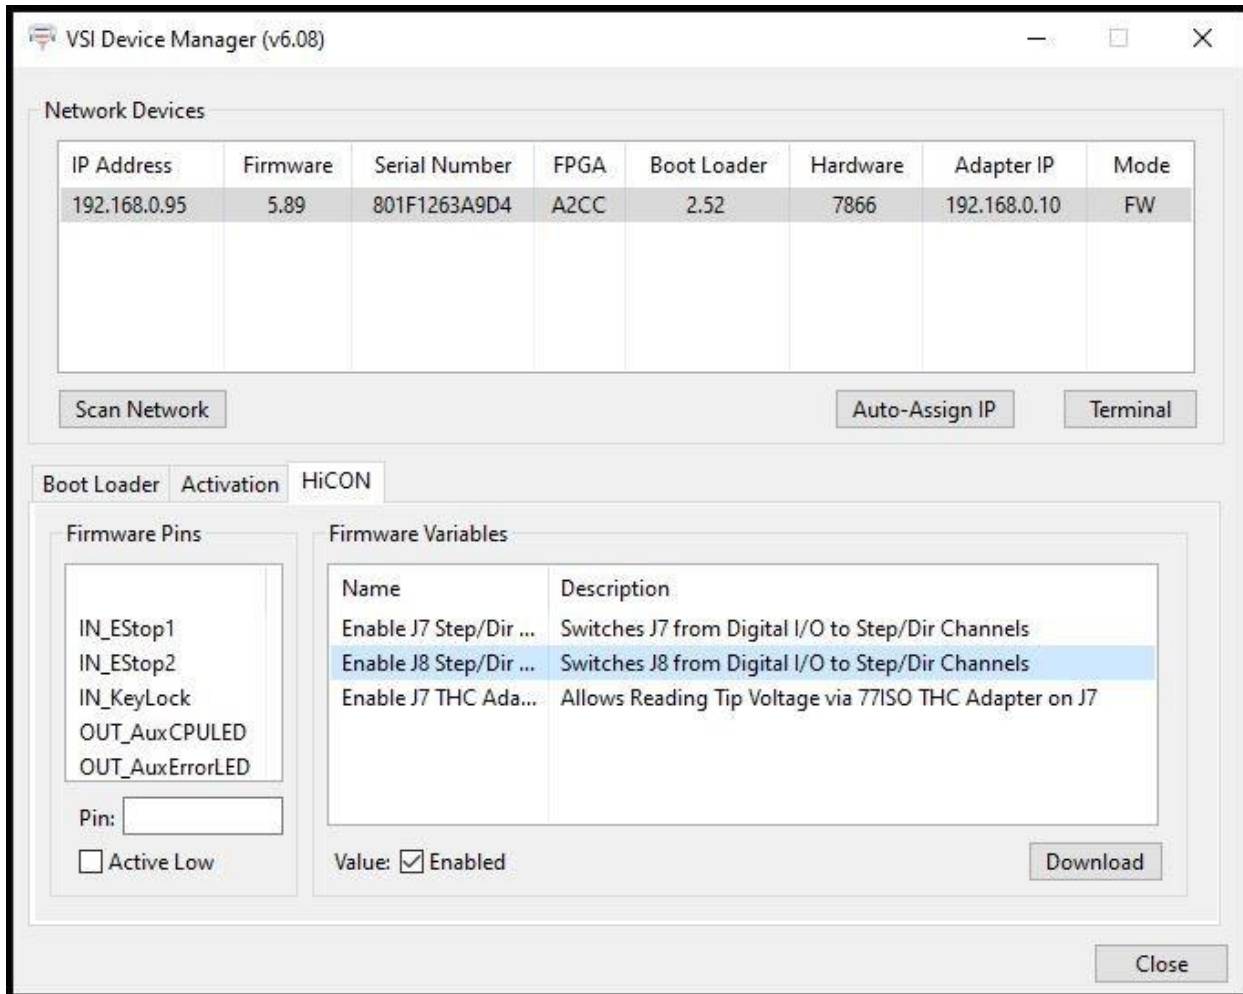 VSI Device Manager (v6.08)
Network Devices
IP Address Firmware Serial Number FPGA Boot Loader Hardware Adapter IP Mode
192.168.0.95 5.89 801F1263A9D4 A2CC 2.52 7866 192.168.0.10 FW
Scan Network Auto-Assign IP Terminal
Boot Loader Activation HiCON
Firmware Pins Firmware Variables
Name Description
IN_EStop1 Enable J7 Step/Dir ... Switches J7 from Digital I/O to Step/Dir Channels
IN_EStop2 Enable J8 Step/Dir ... Switches J8 from Digital I/O to Step/Dir Channels
IN_KeyLock Enable J7 THC Ada... Allows Reading Tip Voltage via 77ISO THC Adapter on J7
OUT_AuxCPULED
OUT_AuxErrorLED
Pin:
Active Low Value: Enabled Download
Close